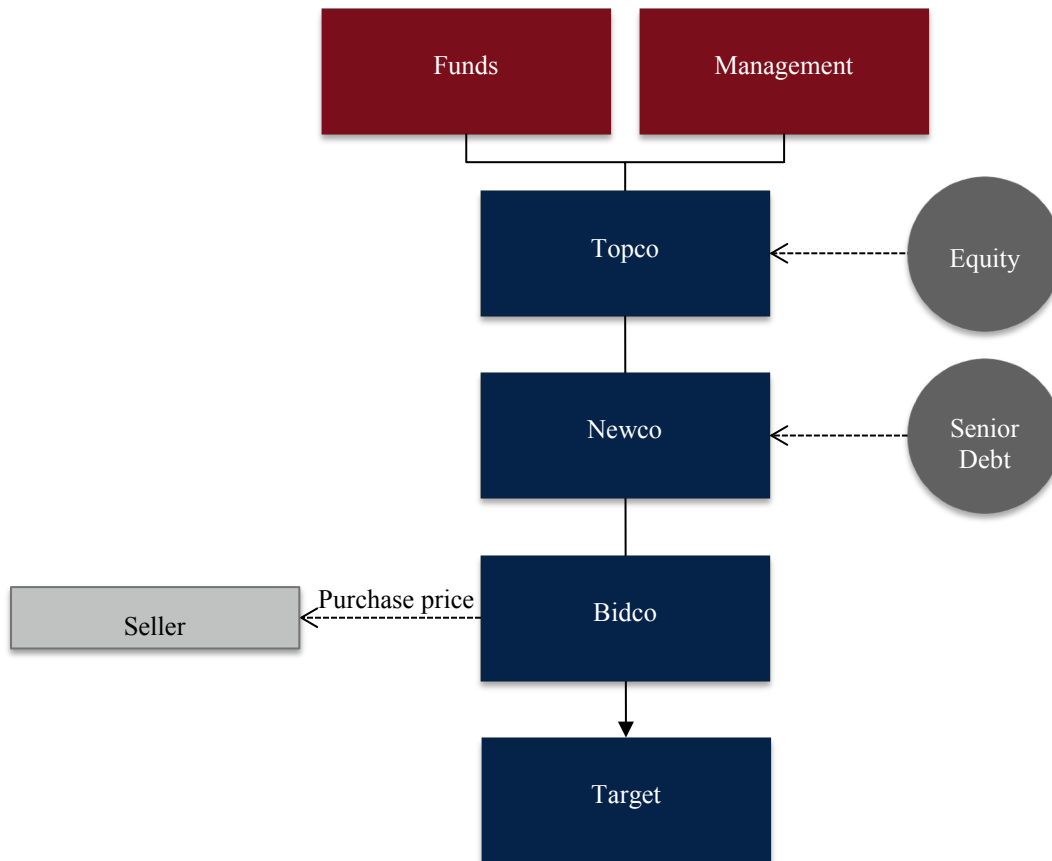 Funds
Management
Topco
Equity
Newco
Senior
Debt
Purchase price
Seller
Bidco
Target